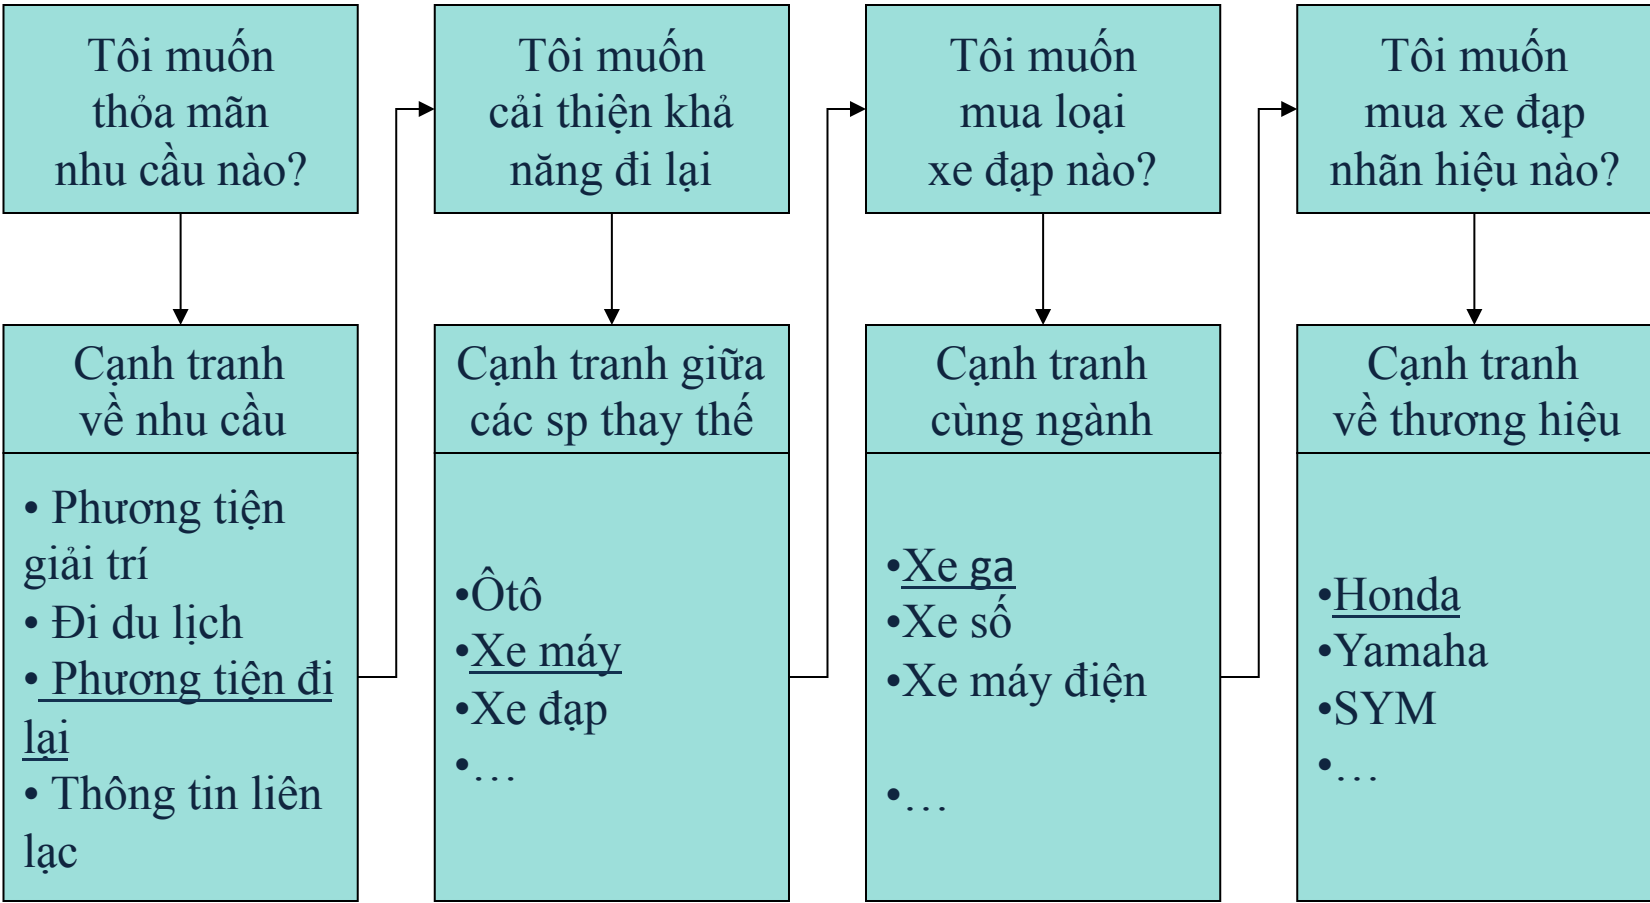 Tôi muốn
thỏa mãn
nhu cầu nào?
Tôi muốn
cải thiện khả
năng đi lại
Tôi muốn
mua loại
xe đạp nào?
Tôi muốn
mua xe đạp
nhãn hiệu nào?
Cạnh tranh
về nhu cầu
• Phương tiện
giải trí
• Đi du lịch
• Phương tiện đi
lại
• Thông tin liên
lạc
Cạnh tranh giữa
các sp thay thế
•Ôtô
•Xe máy
•Xe đạp
•…
Cạnh tranh
cùng ngành
•Xe ga
•Xe số
•Xe máy điện
•…
Cạnh tranh
về thương hiệu
•Honda
•Yamaha
•SYM
•…